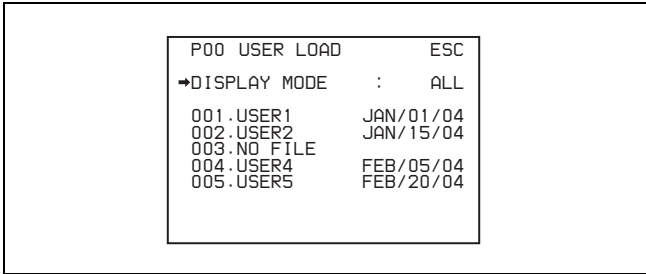 P00 USER LOAD ESC
➡DISPLAY MODE : ALL
001.USER1 JAN/01/04
002.USER2 JAN/15/04
003.NO FILE
004.USER4 FEB/05/04
005.USER5 FEB/20/04